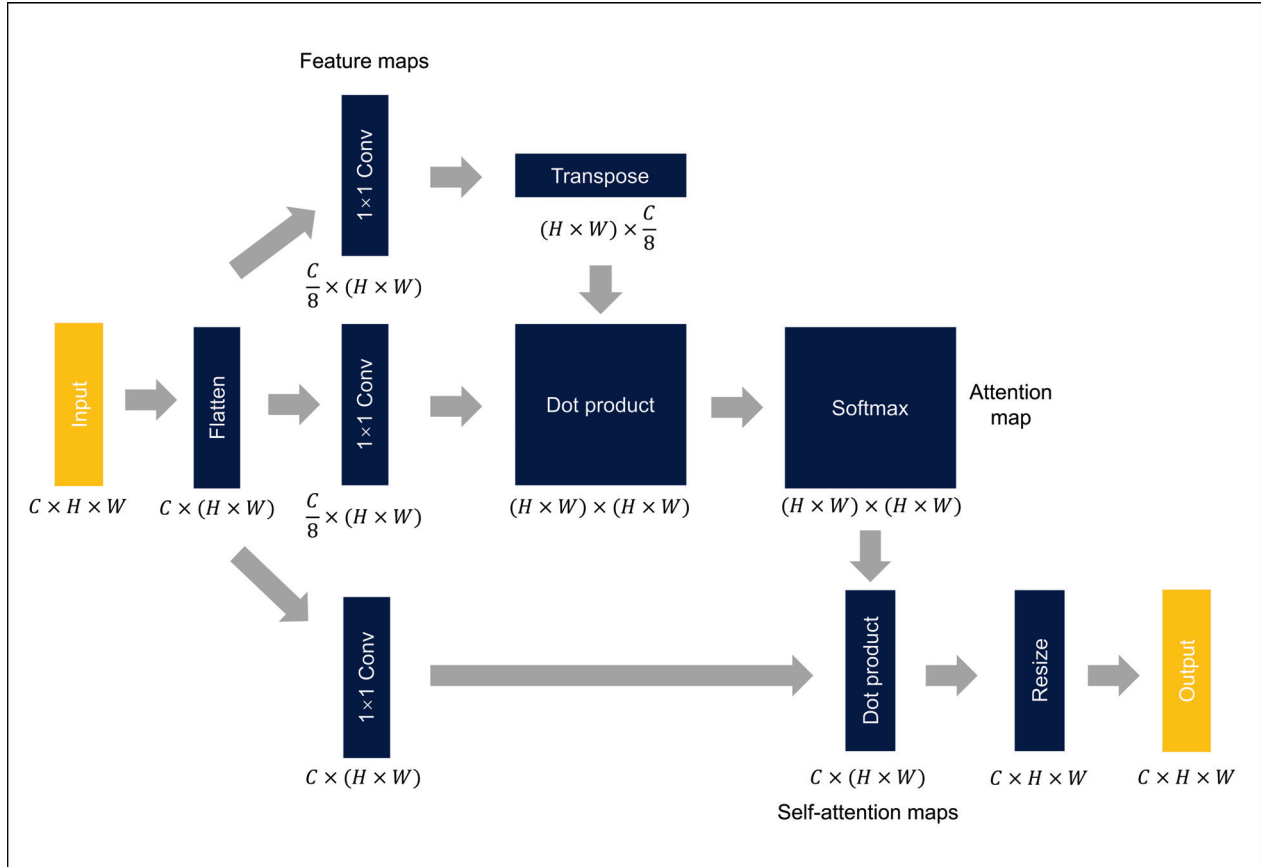 Feature maps
1×1 Conv
Transpose
(H × W) × C/8
C/8 × (H × W)
Input
Flatten
1×1 Conv
Dot product
Softmax
Attention
map
C × H × W
C × (H × W)
C/8 × (H × W)
(H × W) × (H × W)
(H × W) × (H × W)
1×1 Conv
Dot product
Resize
Output
C × (H × W)
C × (H × W)
C × H × W
C × H × W
Self-attention maps